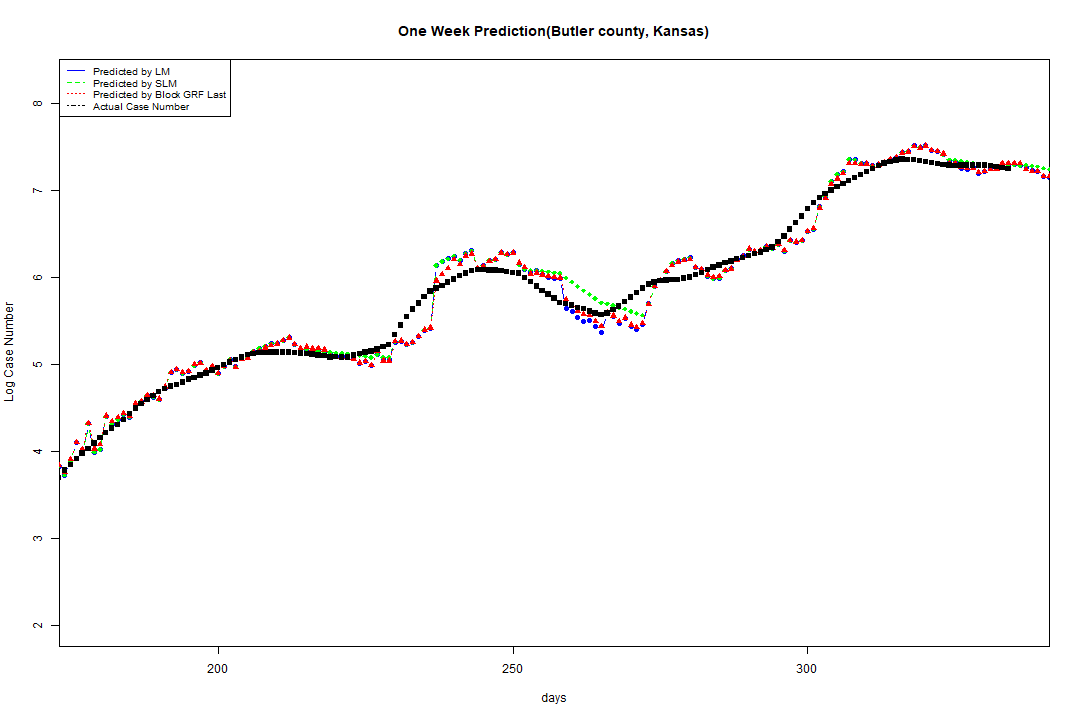 One Week Prediction(Butler county, Kansas)
Predicted by LM
Predicted by SLM
Predicted by Block GRF Last
Actual Case Number
8
7
6
5
4
3
2
Log Case Number
200
250
300
days